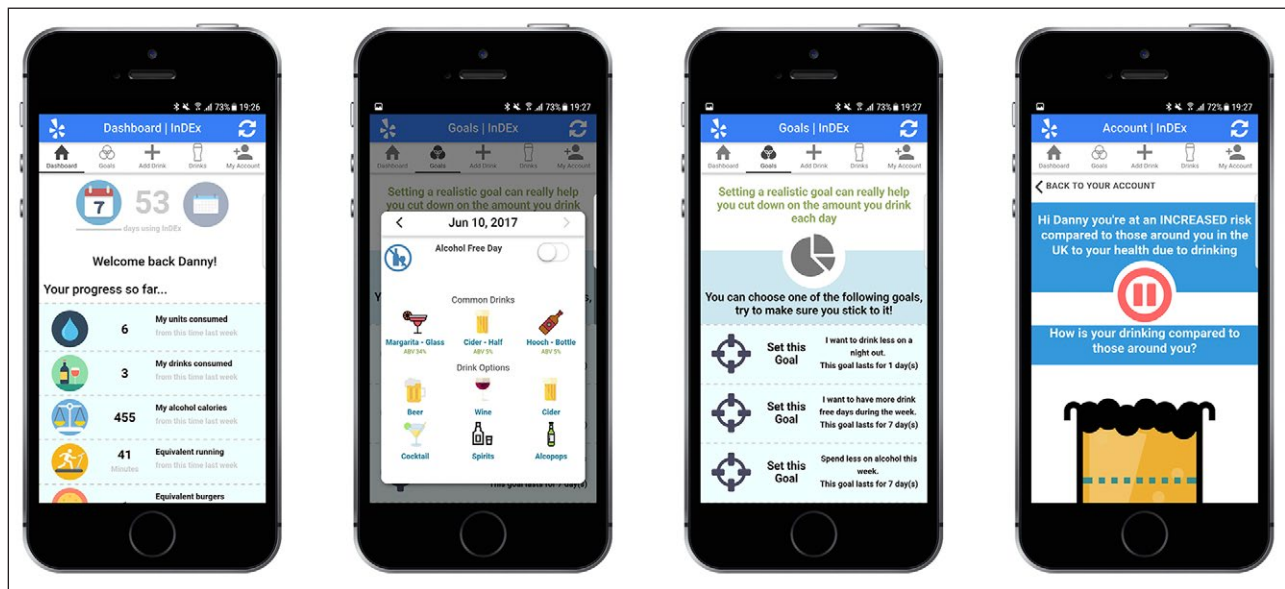 73% 19:26
Dashboard | InDEx
Dashboard
Goals
Add Drink
Drinks
My Account
7
53
days using InDEx
Welcome back Danny!
Your progress so far...
6
My units consumed
from this time last week
3
My drinks consumed
from this time last week
455
My alcohol calories
from this time last week
41
Minutes
Equivalent running
from this time last week
Equivalent burgers
73% 19:27
Goals | InDEx
Dashboard
Goals
Add Drink
Drinks
My Account
Setting a realistic goal can really help
you cut down on the amount you drink
Jun 10, 2017
Alcohol Free Day
Common Drinks
Margarita - Glass
ABV 34%
Cider - Half
ABV 5%
Hooch - Bottle
ABV 5%
Drink Options
Beer
Wine
Cider
Cocktail
Spirits
Alcopops
This goal lasts for 7 day(s)
73% 19:27
Goals | InDEx
Dashboard
Goals
Add Drink
Drinks
My Account
Setting a realistic goal can really help
you cut down on the amount you drink
each day
You can choose one of the following goals,
try to make sure you stick to it!
Set this
Goal
I want to drink less on a
night out.
This goal lasts for 1 day(s)
Set this
Goal
I want to have more drink
free days during the week.
This goal lasts for 7 day(s)
Set this
Goal
Spend less on alcohol this
week.
This goal lasts for 7 day(s)
72% 19:27
Account | InDEx
Dashboard
Goals
Add Drink
Drinks
My Account
BACK TO YOUR ACCOUNT
Hi Danny you're at an INCREASED risk
compared to those around you in the
UK to your health due to drinking
How is your drinking compared to
those around you?